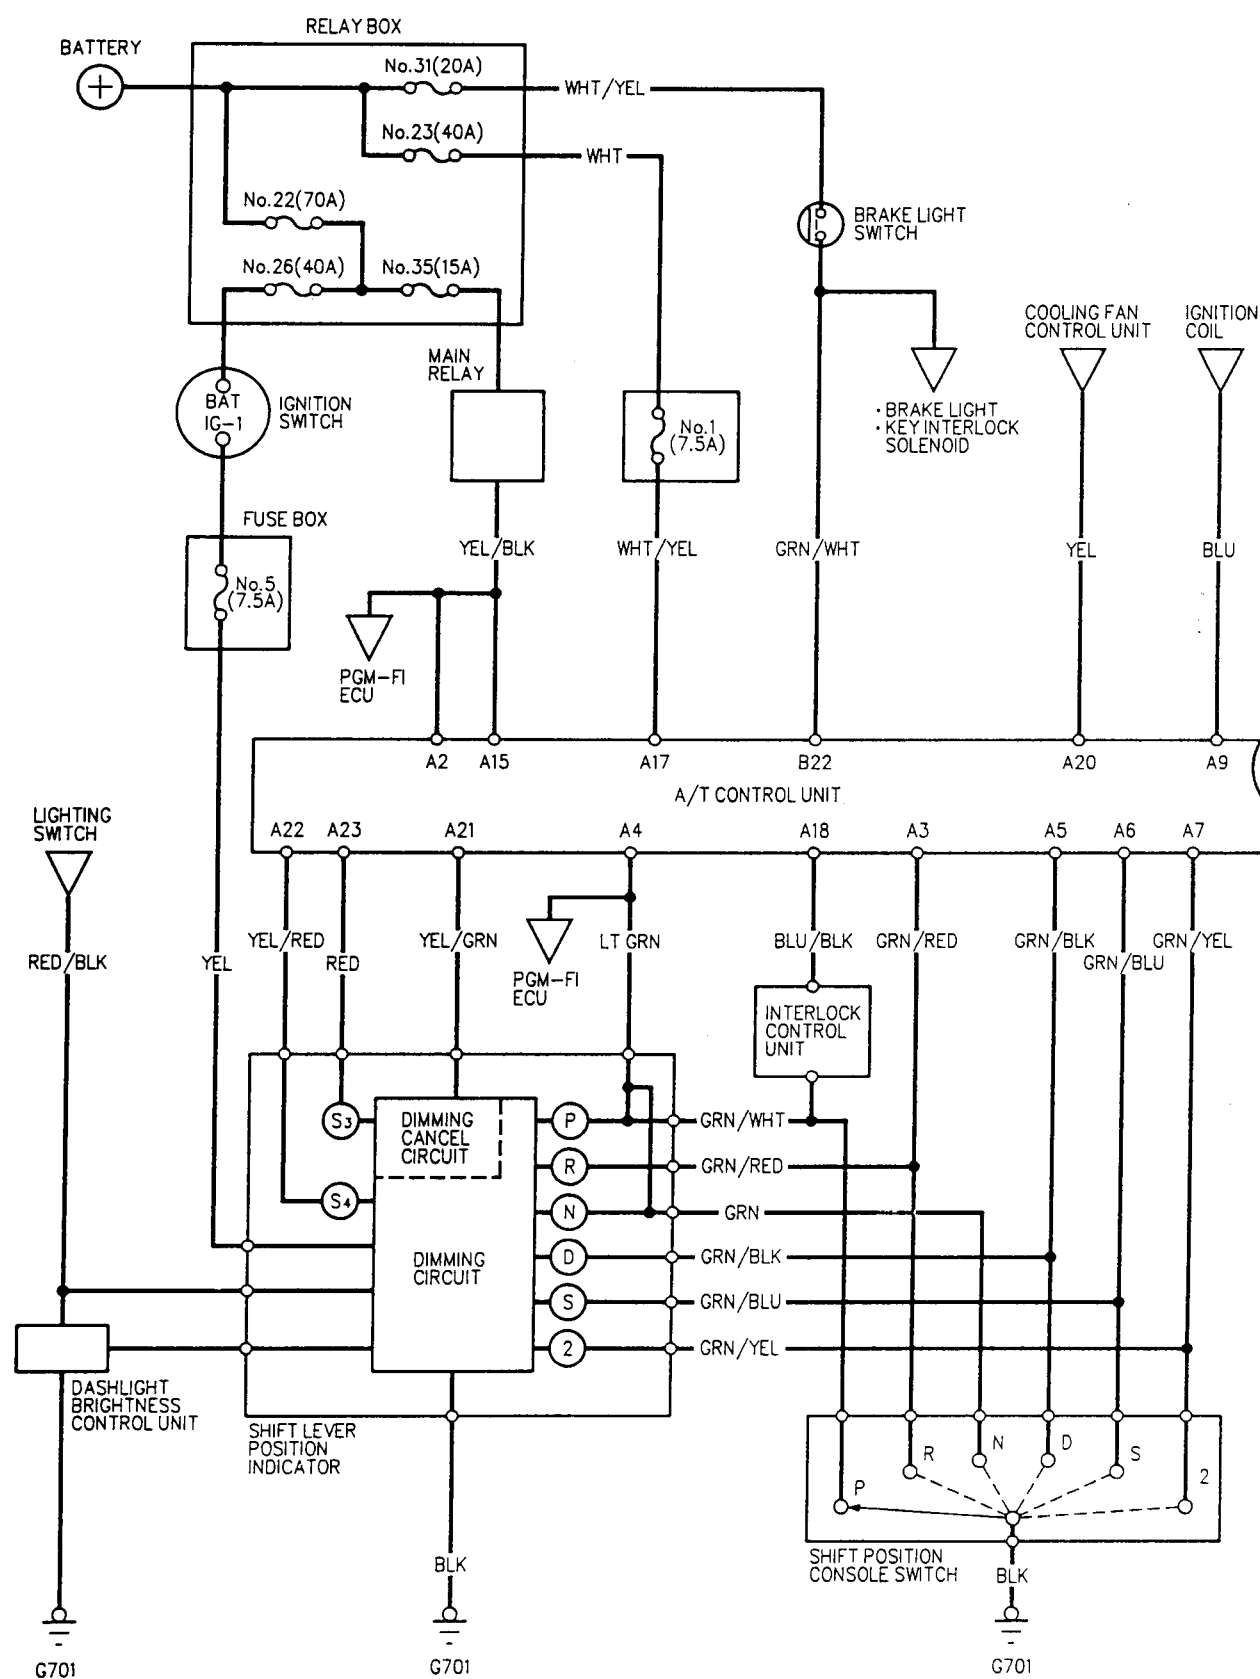 RELAY BOX
BATTERY
+
No.31(20A)
WHT/YEL
No.23(40A)
WHT
No.22(70A)
BRAKE LIGHT
SWITCH
No.26(40A)
No.35(15A)
COOLING FAN
CONTROL UNIT
IGNITION
COIL
MAIN
RELAY
BAT
IG-1
IGNITION
SWITCH
No.1
(7.5A)
· BRAKE LIGHT
· KEY INTERLOCK
SOLENOID
FUSE BOX
YEL/BLK
WHT/YEL
GRN/WHT
YEL
BLU
No.5
(7.5A)
PGM-FI
ECU
A2
A15
A17
B22
A20
A9
A/T CONTROL UNIT
LIGHTING
SWITCH
A22
A23
A21
A4
A18
A3
A5
A6
A7
YEL/RED
YEL/GRN
LT GRN
BLU/BLK
GRN/RED
GRN/BLK
GRN/YEL
RED/BLK
YEL
RED
GRN/BLU
PGM-FI
ECU
INTERLOCK
CONTROL
UNIT
S3
DIMMING
CANCEL
CIRCUIT
P
GRN/WHT
R
GRN/RED
S4
N
GRN
DIMMING
CIRCUIT
D
GRN/BLK
S
GRN/BLU
2
GRN/YEL
DASHLIGHT
BRIGHTNESS
CONTROL UNIT
SHIFT LEVER
POSITION
INDICATOR
P
R
N
D
S
2
SHIFT POSITION
CONSOLE SWITCH
BLK
BLK
G701
G701
G701